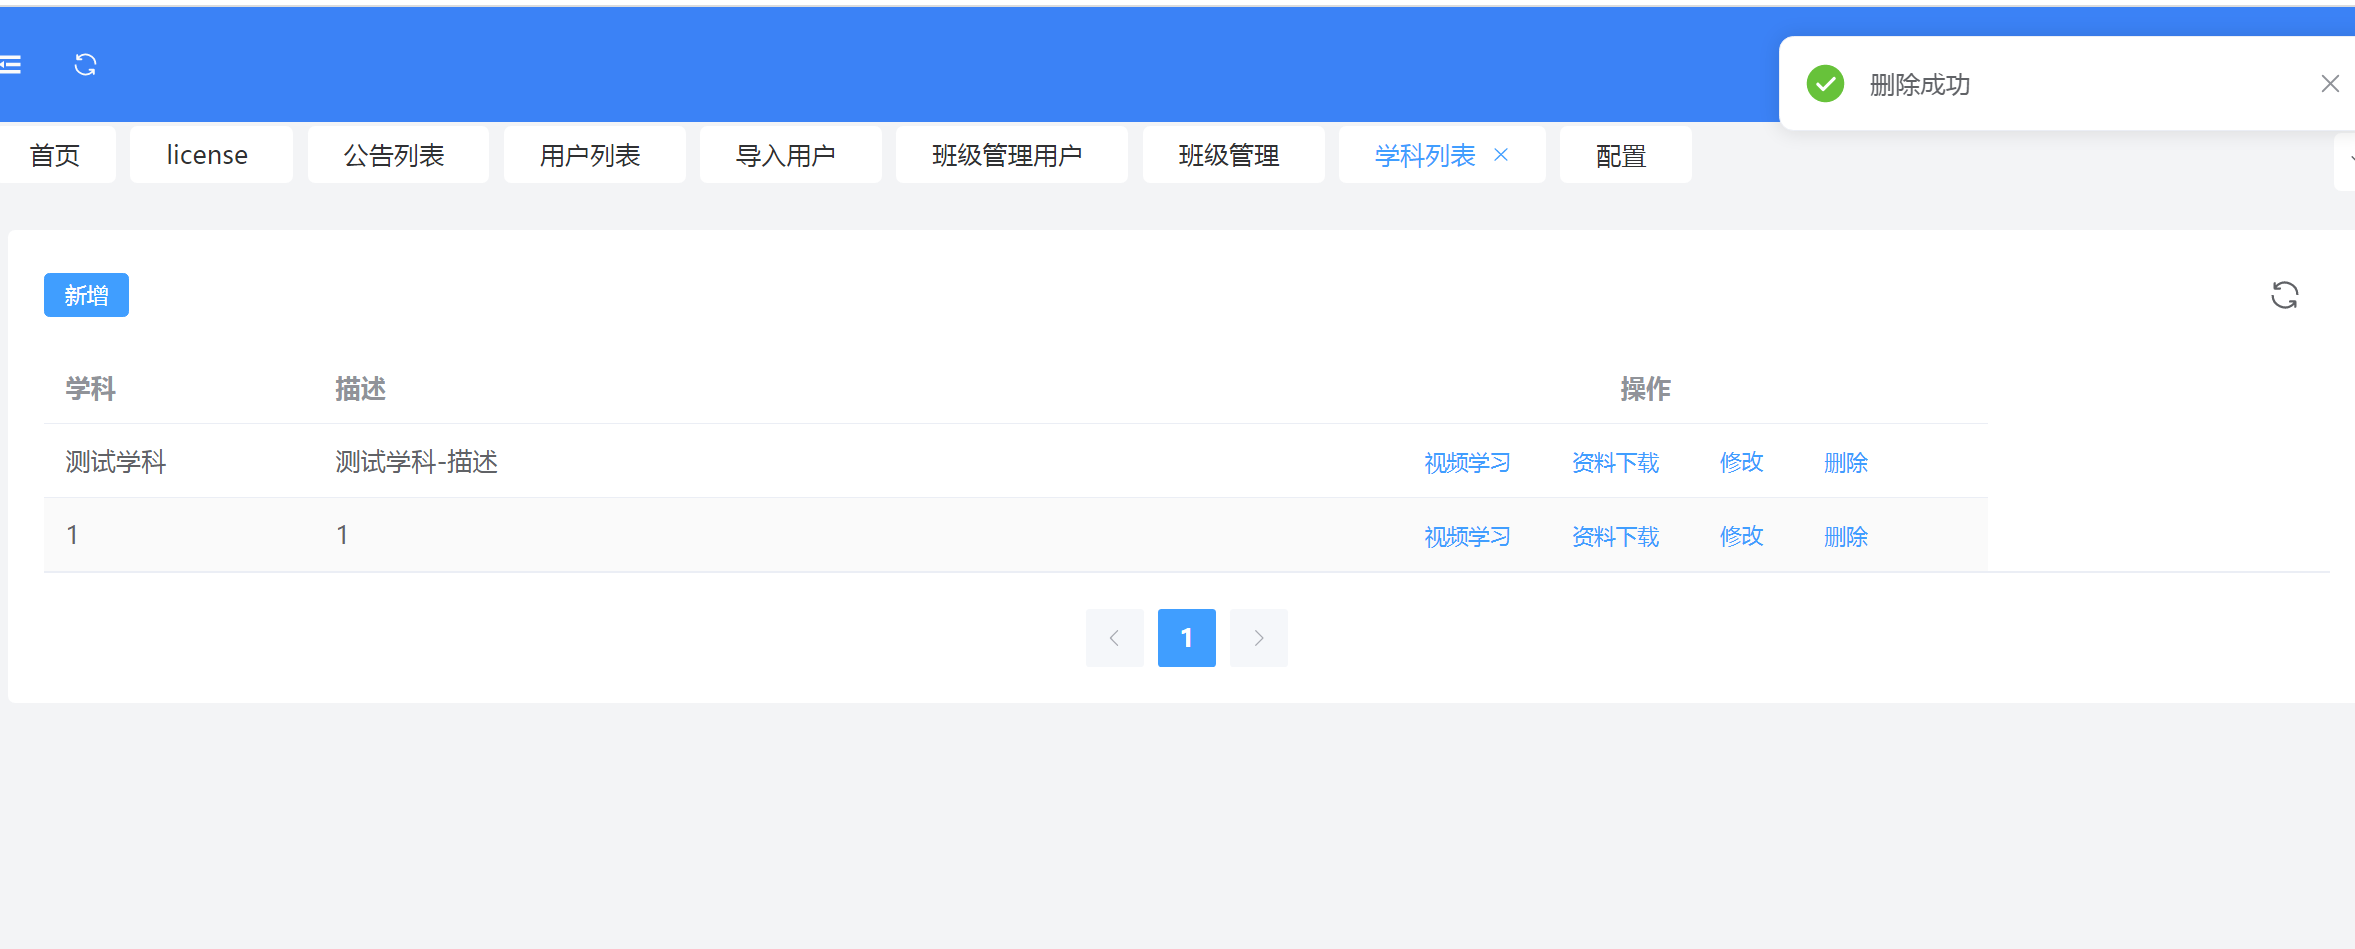 删除成功
首页 license 公告列表 用户列表 导入用户 班级管理用户 班级管理 学科列表 配置
新增
学科 描述 操作
测试学科 测试学科-描述 视频学习 资料下载 修改 删除
1 1 视频学习 资料下载 修改 删除
1